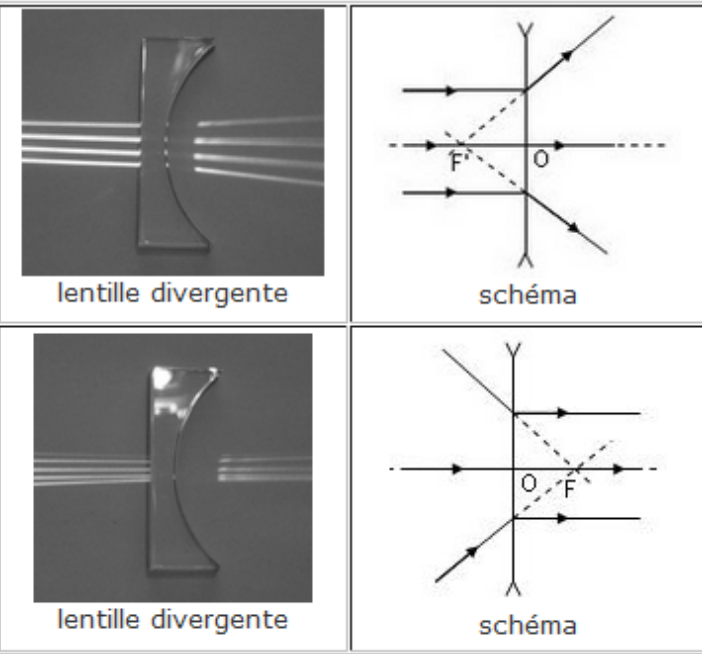 F' O
lentille divergente
schéma
O F
lentille divergente
schéma